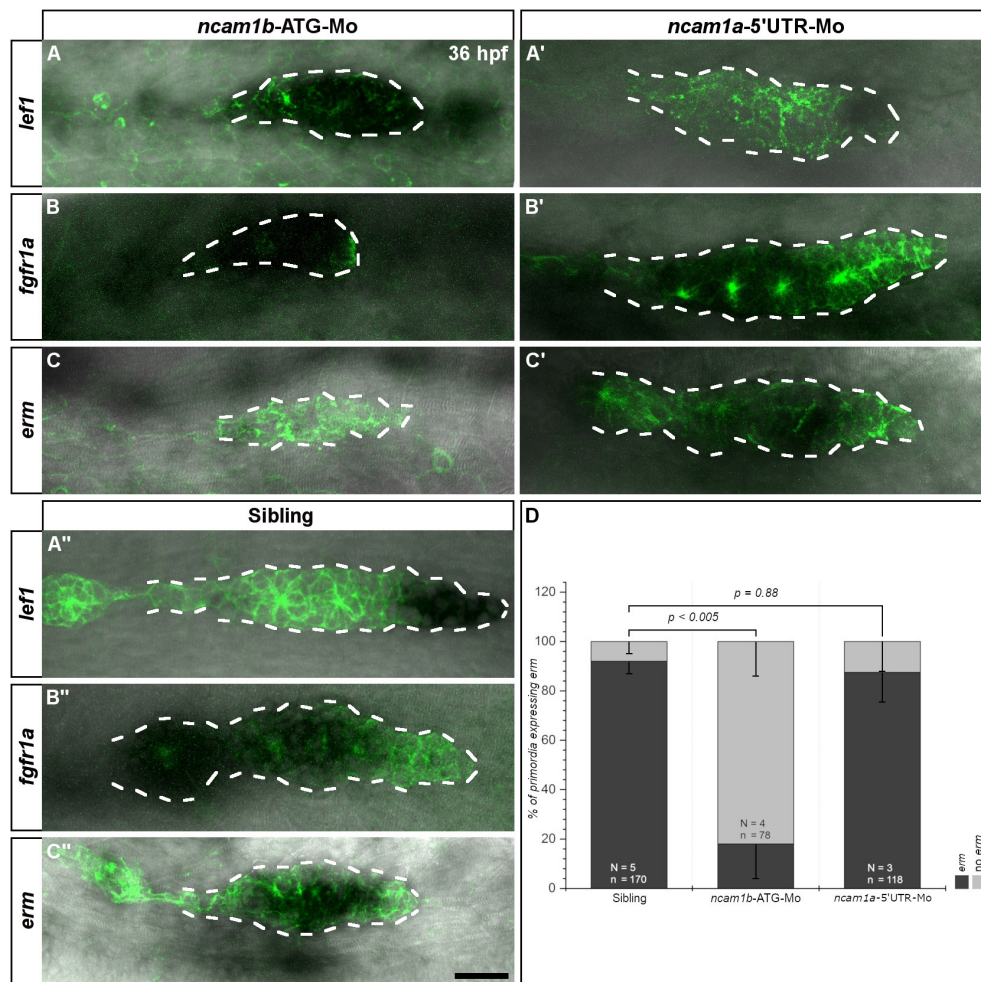 ncam1b-ATG-Mo
ncam1a-5'UTR-Mo
lef1
A
36 hpf
A'
fgfr1a
B
B'
erm
C
C'
Sibling
D
lef1
A"
fgfr1a
B"
erm
C"
% of primordia expressing erm
120
100
80
60
40
20
0
p = 0.88
p < 0.005
N = 5
n = 170
N = 4
n = 78
N = 3
n = 118
Sibling
ncam1b-ATG-Mo
ncam1a-5'UTR-Mo
erm
no erm